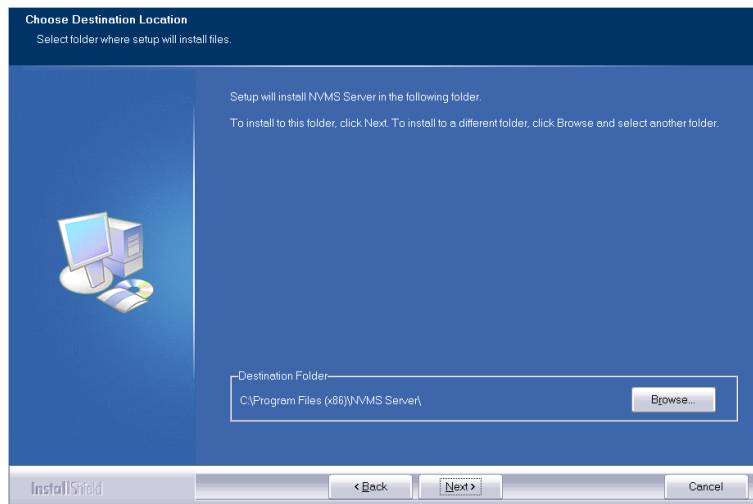 Choose Destination Location
Select folder where setup will install files.
Setup will install NVMS Server in the following folder.
To install to this folder, click Next. To install to a different folder, click Browse and select another folder.
Destination Folder
C:\Program Files (x86)\NVMS Server\
Browse...
InstallShield
< Back
Next >
Cancel